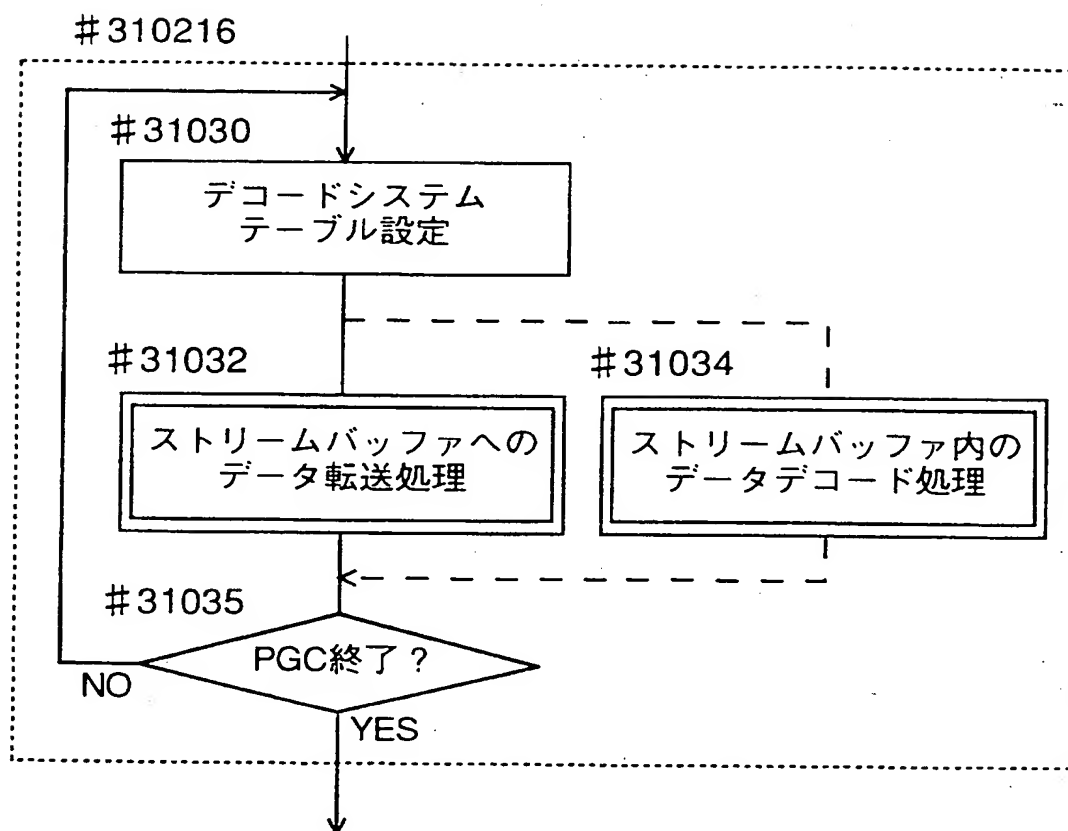 #310216
#31030
デコードシステム
テーブル設定
#31032
ストリームバッファへの
データ転送処理
#31034
ストリームバッファ内の
データデコード処理
#31035
PGC終了?
NO
YES